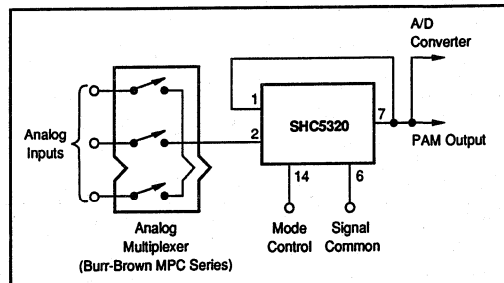 A/D
Converter
1
SHC5320
7
Analog
Inputs
2
PAM Output
14
6
Analog
Multiplexer
(Burr-Brown MPC Series)
Mode
Control
Signal
Common